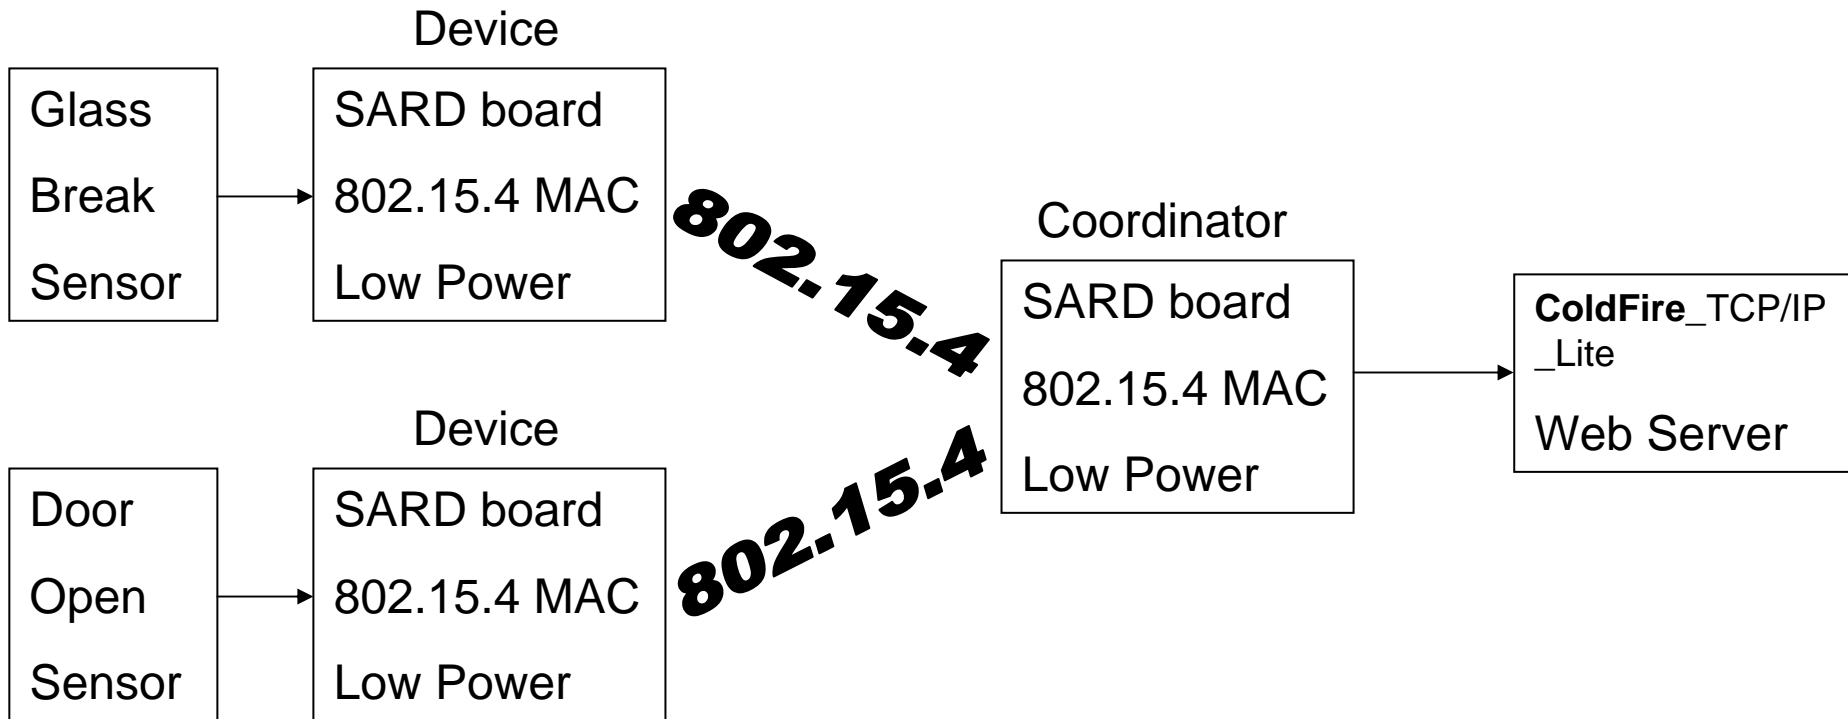 Device
Glass
Break
Sensor
SARD board
802.15.4 MAC
Low Power
802.15.4
Device
Door
Open
Sensor
SARD board
802.15.4 MAC
Low Power
802.15.4
Coordinator
SARD board
802.15.4 MAC
Low Power
ColdFire_TCP/IP
_Lite
Web Server